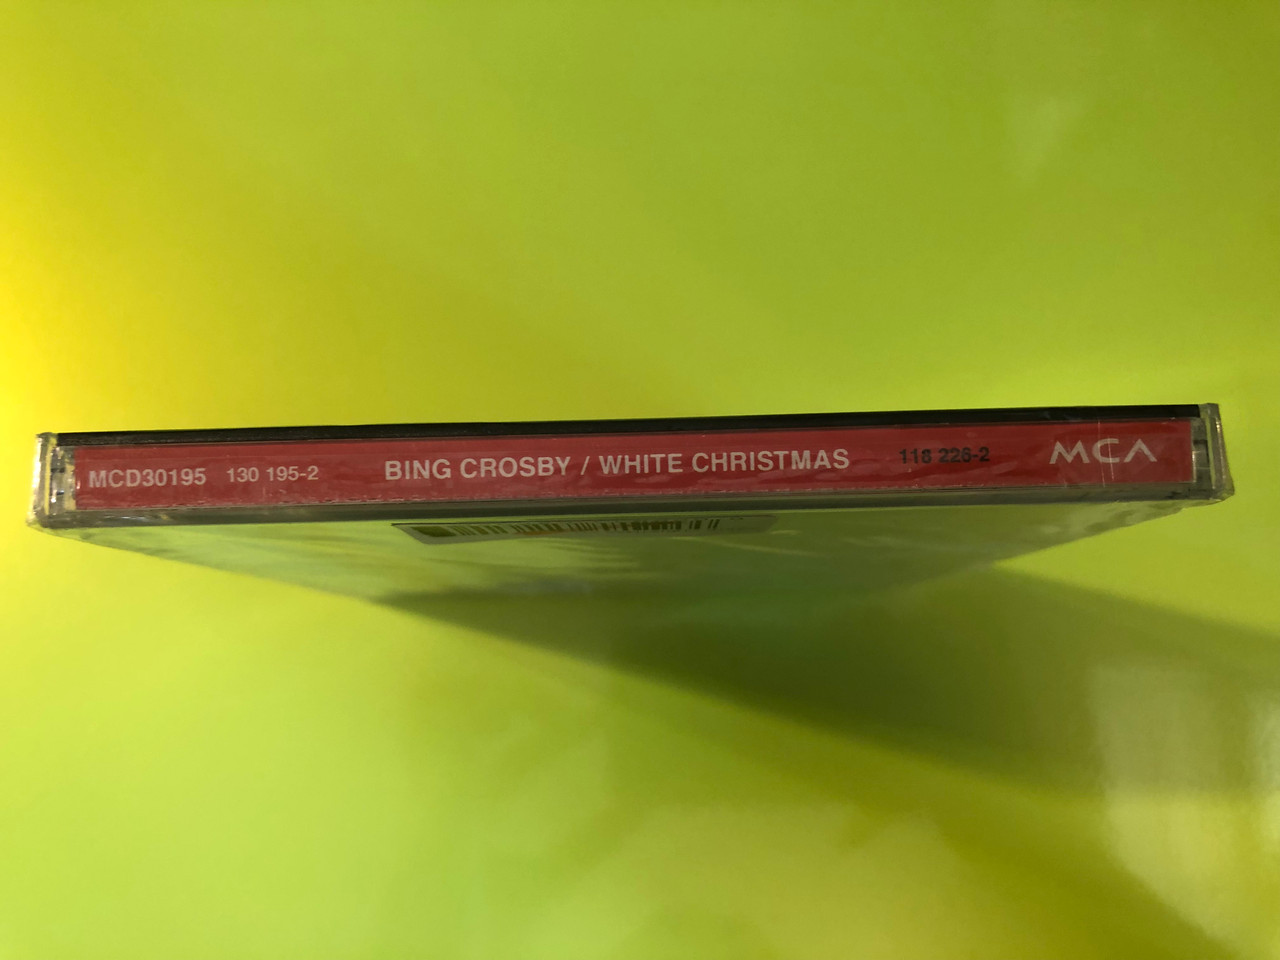 MCD30195 130 195-2 BING CROSBY / WHITE CHRISTMAS 118 226-2 MCA